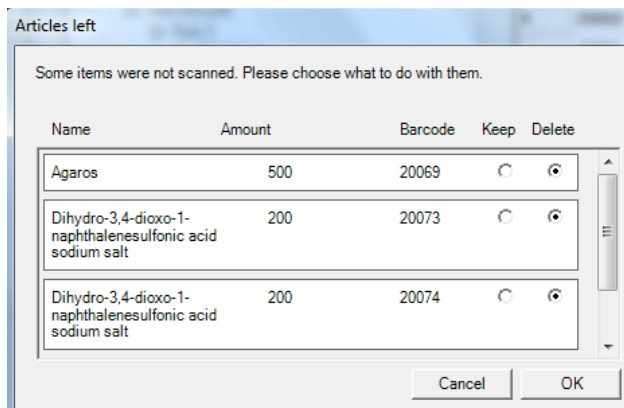 Articles left
Some items were not scanned. Please choose what to do with them.
Name Amount Barcode Keep Delete
Agaros 500 20069
Dihydro-3,4-dioxo-1- 200 20073
naphthalenesulfonic acid
sodium salt
Dihydro-3,4-dioxo-1- 200 20074
naphthalenesulfonic acid
sodium salt
Cancel OK